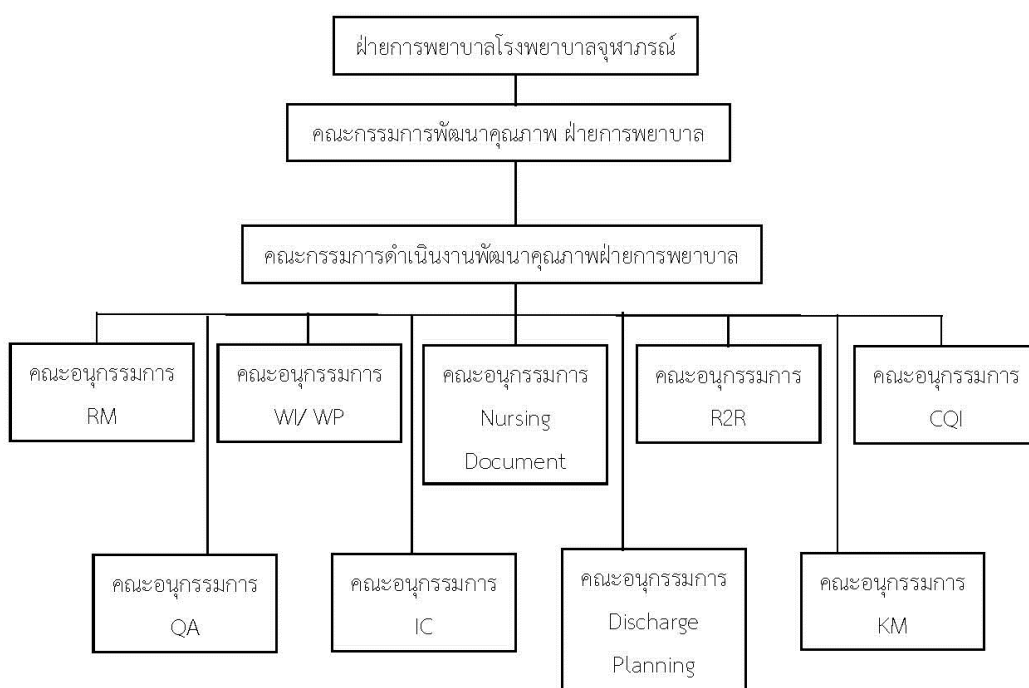 ฝ่ายการพยาบาลโรงพยาบาลจุฬาภรณ์
คณะกรรมการพัฒนาคุณภาพ ฝ่ายการพยาบาล
คณะกรรมการดำเนินงานพัฒนาคุณภาพฝ่ายการพยาบาล
คณะอนุกรรมการ
RM
คณะอนุกรรมการ
WI/ WP
คณะอนุกรรมการ
Nursing
Document
คณะอนุกรรมการ
R2R
คณะอนุกรรมการ
CQI
คณะอนุกรรมการ
QA
คณะอนุกรรมการ
IC
คณะอนุกรรมการ
Discharge
Planning
คณะอนุกรรมการ
KM